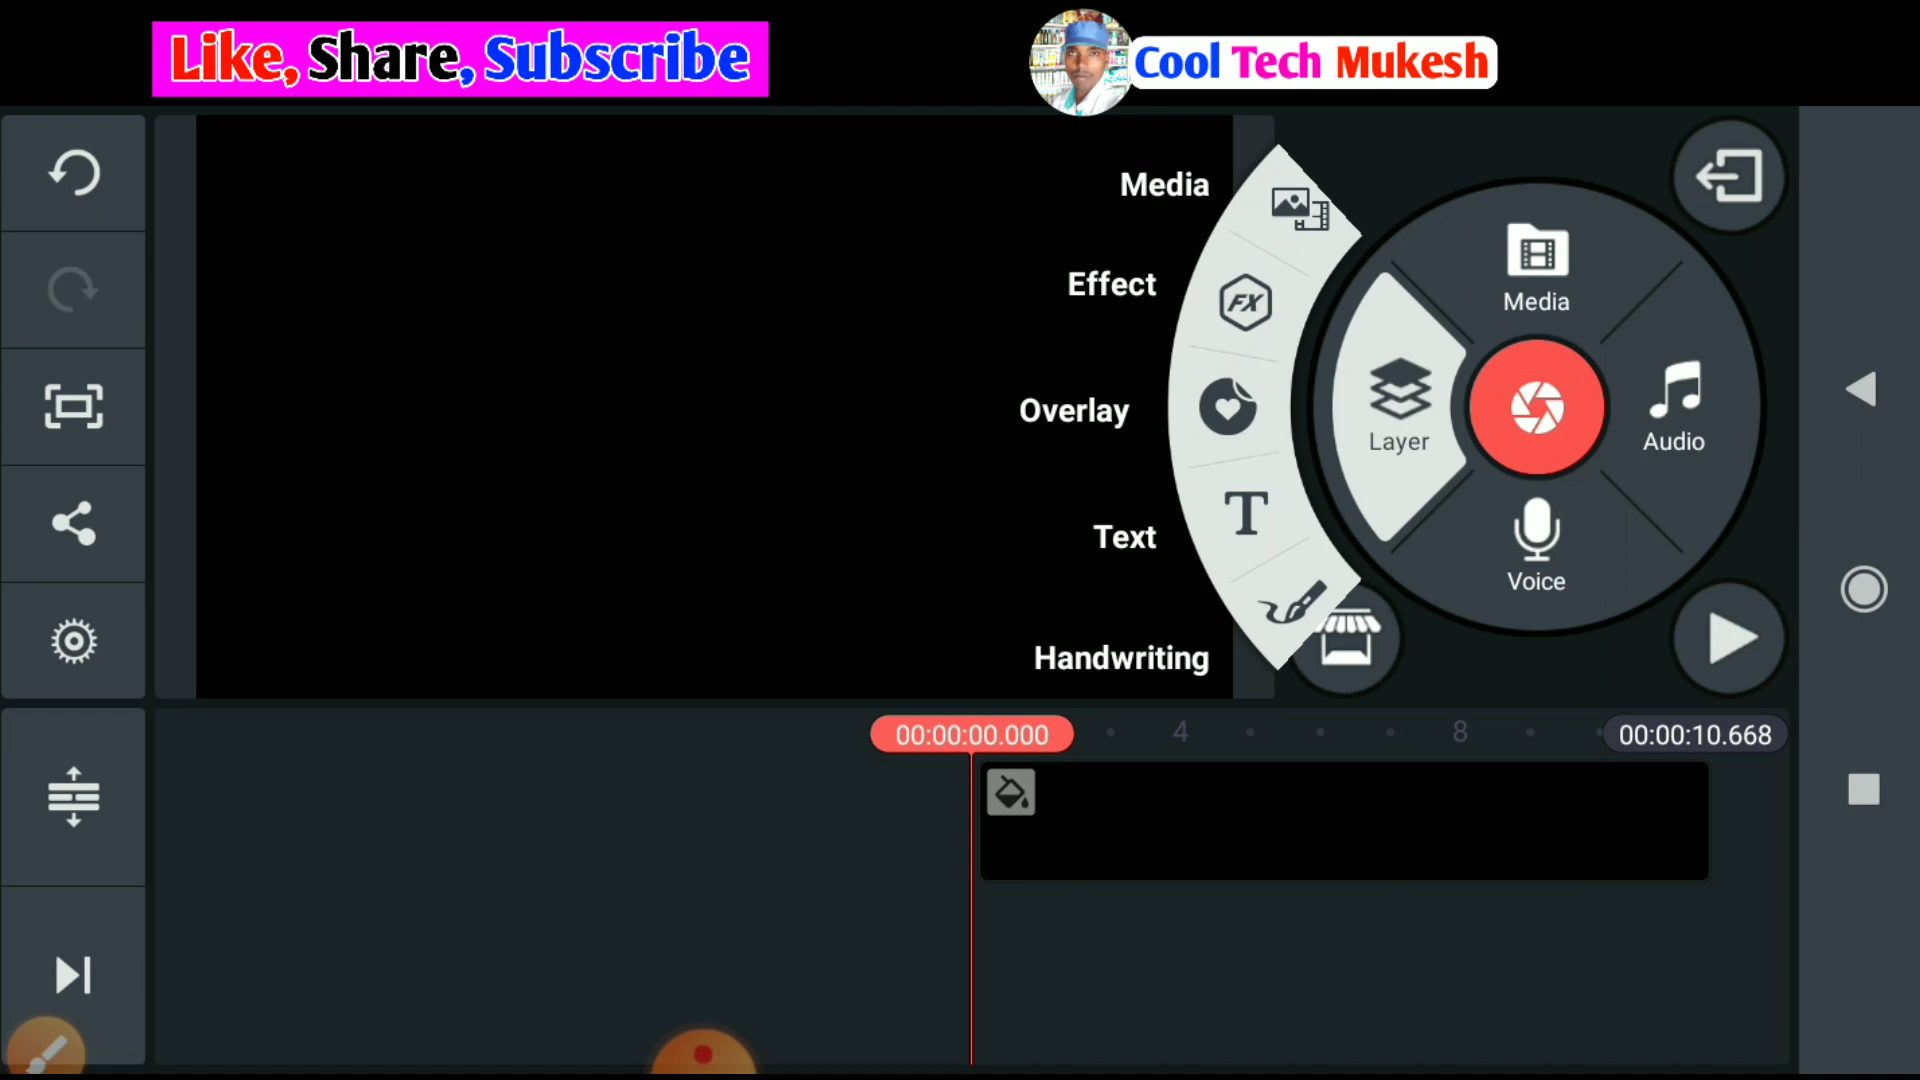 Like, Share, Subscribe
Cool Tech Mukesh
Media
Effect
Overlay
Text
Handwriting
FX
T
Media
Layer
Audio
Voice
00:00:00.000
4
8
00:00:10.668